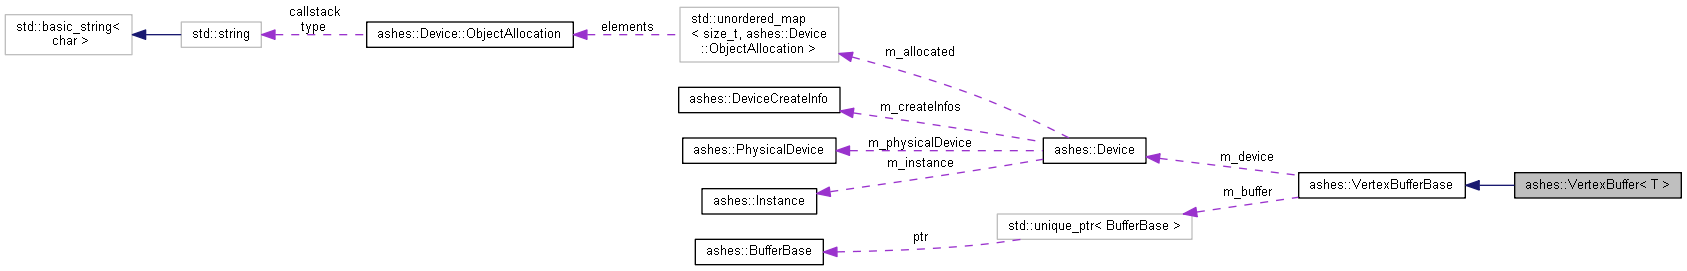 std::basic_string<
char >
std::string
callstack
type
ashes::Device::ObjectAllocation
elements
std::unordered_map
< size_t, ashes::Device
::ObjectAllocation >
m_allocated
ashes::DeviceCreateInfo
m_createInfos
ashes::PhysicalDevice
m_physicalDevice
ashes::Device
m_instance
ashes::Instance
m_device
ashes::VertexBufferBase
ashes::VertexBuffer< T >
m_buffer
std::unique_ptr< BufferBase >
ptr
ashes::BufferBase